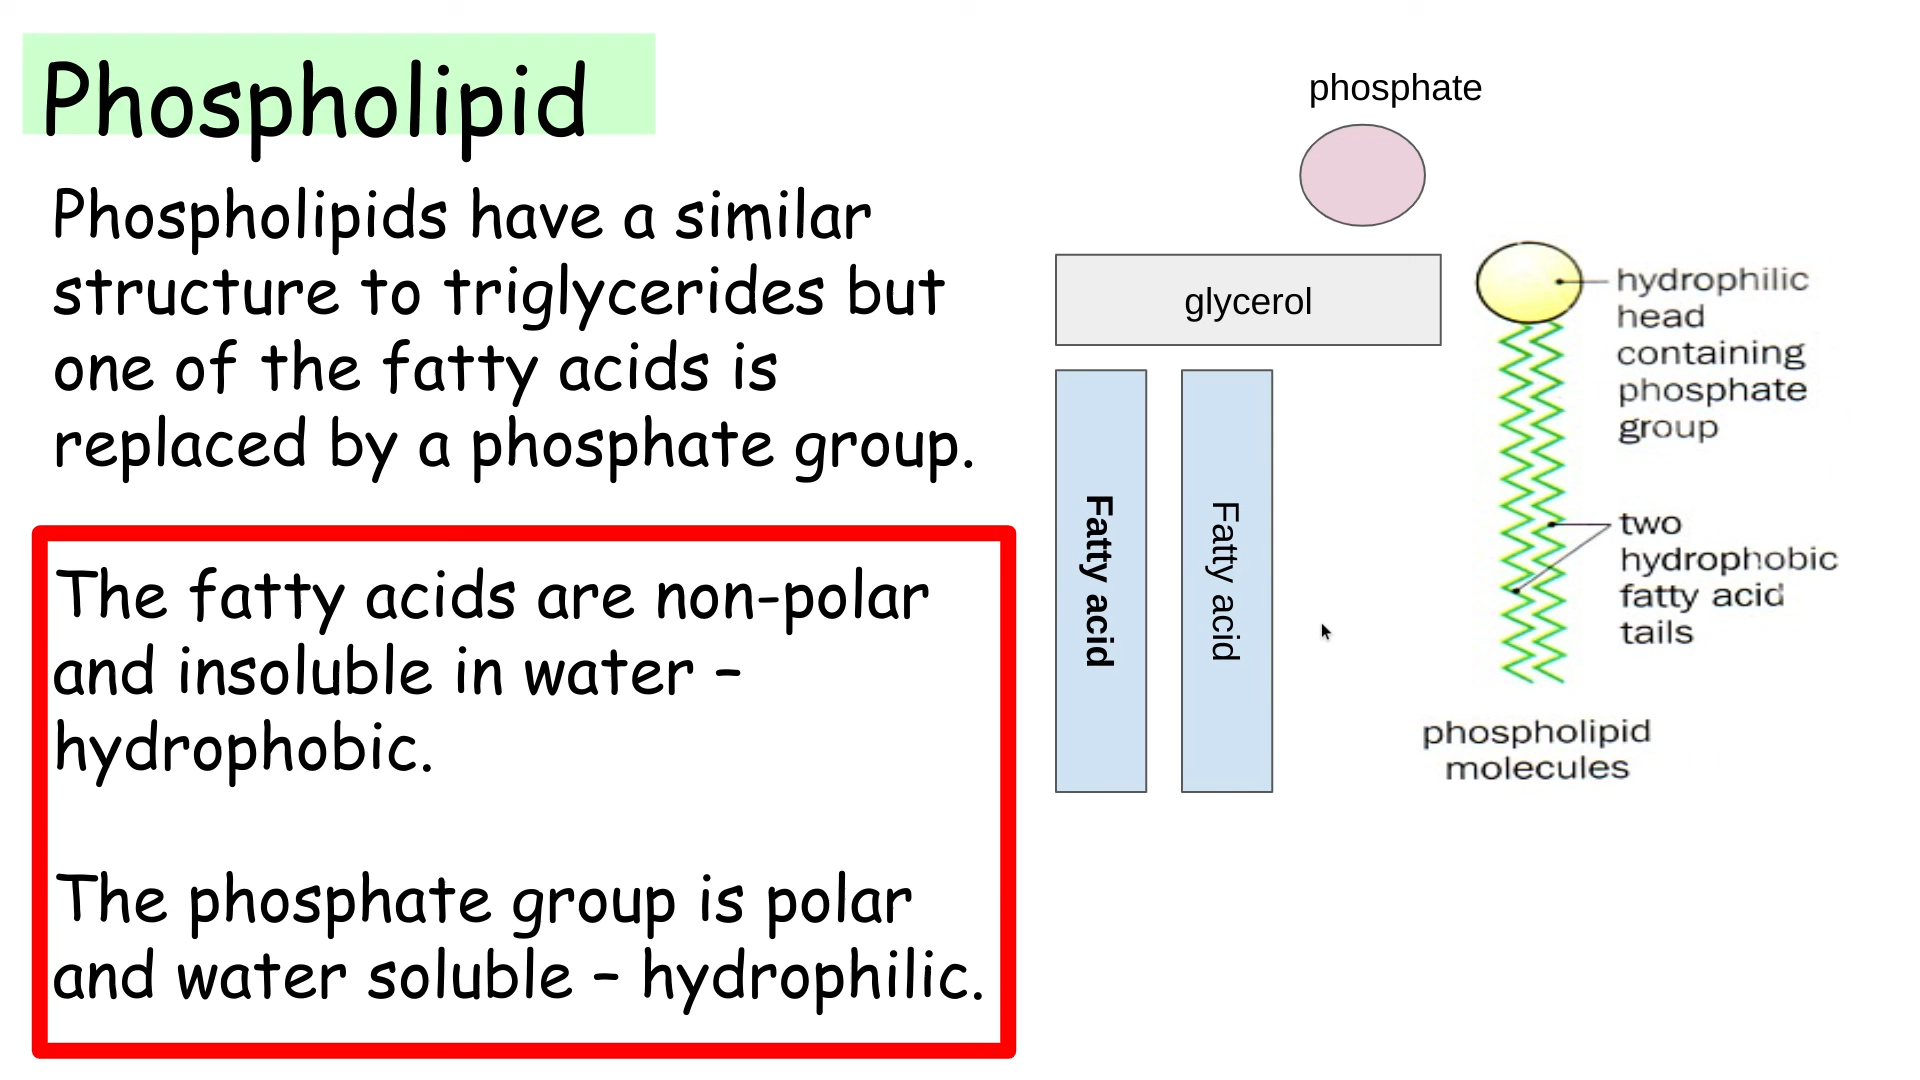 Phospholipid
Phospholipids have a similar
structure to triglycerides but
one of the fatty acids is
replaced by a phosphate group.
The fatty acids are non-polar
and insoluble in water –
hydrophobic.
The phosphate group is polar
and water soluble – hydrophilic.
phosphate
glycerol
Fatty acid
Fatty acid
hydrophilic
head
containing
phosphate
group
two
hydrophobic
fatty acid
tails
phospholipid
molecules